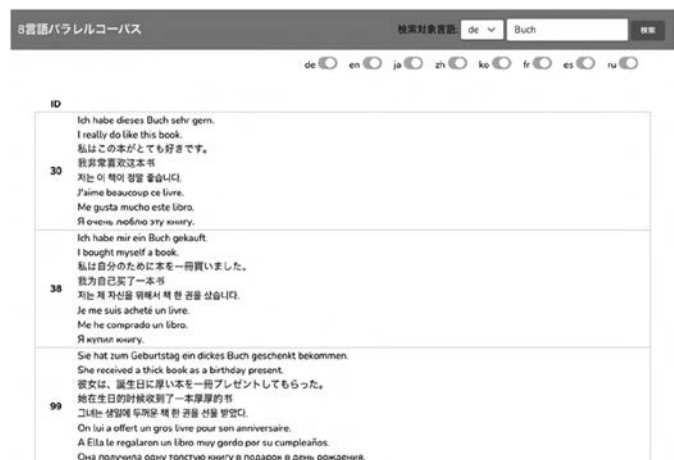 8言語パラレルコーパス
検索対象言語: de Buch 検索
de en ja zh ko fr es ru
ID
30
Ich habe dieses Buch sehr gern.
I really do like this book.
私はこの本がとても好きです。
我非常喜欢这本书
저는 이 책이 정말 좋습니다.
J'aime beaucoup ce livre.
Me gusta mucho este libro.
Я очень люблю эту книгу.
38
Ich habe mir ein Buch gekauft.
I bought myself a book.
私は自分のために本を一冊買いました。
我为自己买了一本书
저는 제 자신을 위해서 책 한 권을 샀습니다.
Je me suis acheté un livre.
Me he comprado un libro.
Я купил книгу.
99
Sie hat zum Geburtstag ein dickes Buch geschenkt bekommen.
She received a thick book as a birthday present.
彼女は、誕生日に厚い本を一冊プレゼントしてもらった。
她在生日的时候收到了一本厚厚的书
그녀는 생일에 두꺼운 책 한 권을 선물 받았다.
On lui a offert un gros livre pour son anniversaire.
A Ella le regalaron un libro muy gordo por su cumpleaños.
Она получила одну толстую книгу в подарок в день рождения.